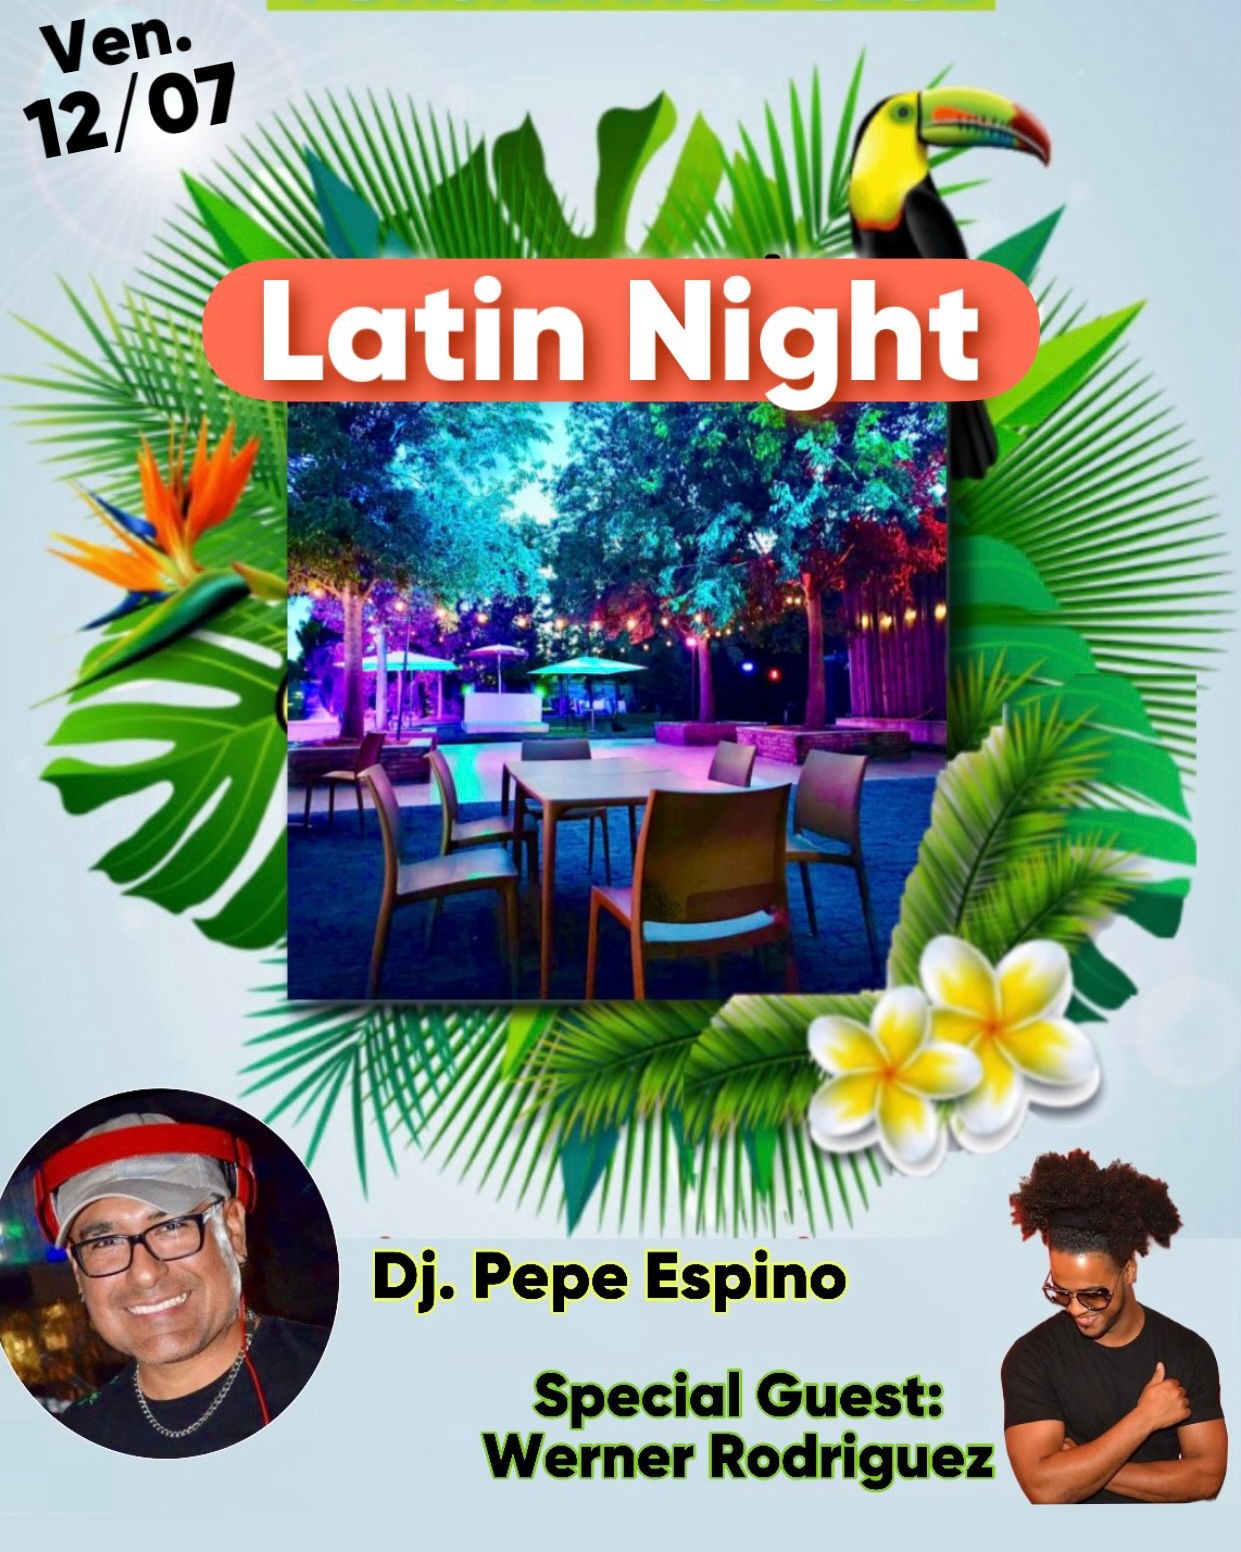 Ven.
12/07
Latin Night
Dj. Pepe Espino
Special Guest:
Werner Rodriguez